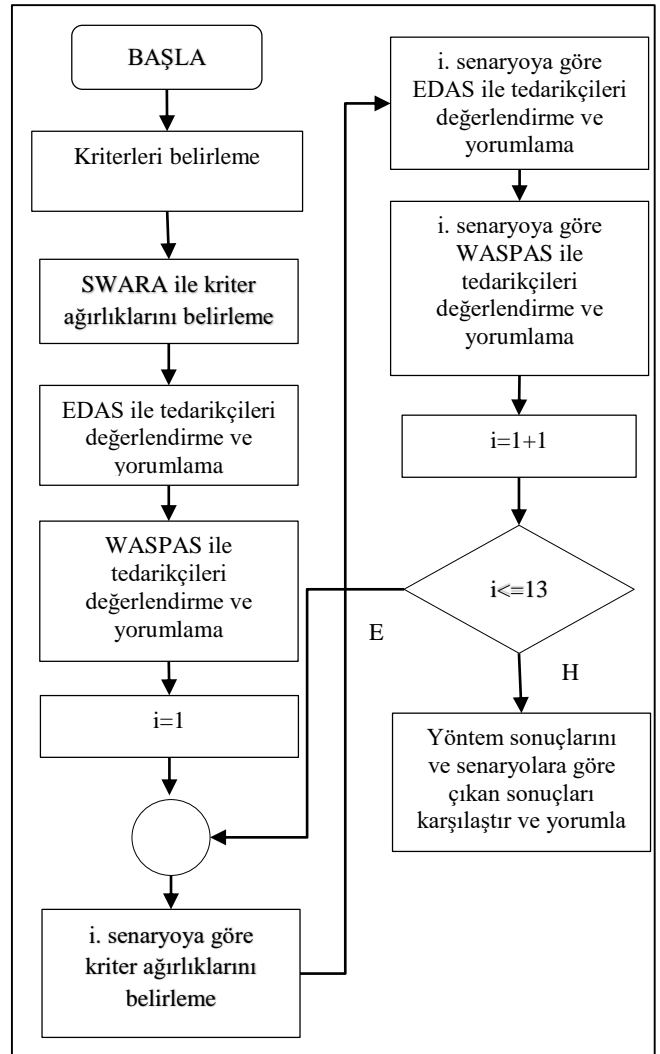 BAŞLA
Kriterleri belirleme
SWARA ile kriter
ağırlıklarını belirleme
EDAS ile tedarikçileri
değerlendirme ve
yorumlama
WASPAS ile
tedarikçileri
değerlendirme ve
yorumlama
i=1
i. senaryoya göre
kriter ağırlıklarını
belirleme
i. senaryoya göre
EDAS ile tedarikçileri
değerlendirme ve
yorumlama
i. senaryoya göre
WASPAS ile
tedarikçileri
değerlendirme ve
yorumlama
i=1+1
i<=13
E
H
Yöntem sonuçlarını
ve senaryolara göre
çıkan sonuçları
karşılaştır ve yorumla